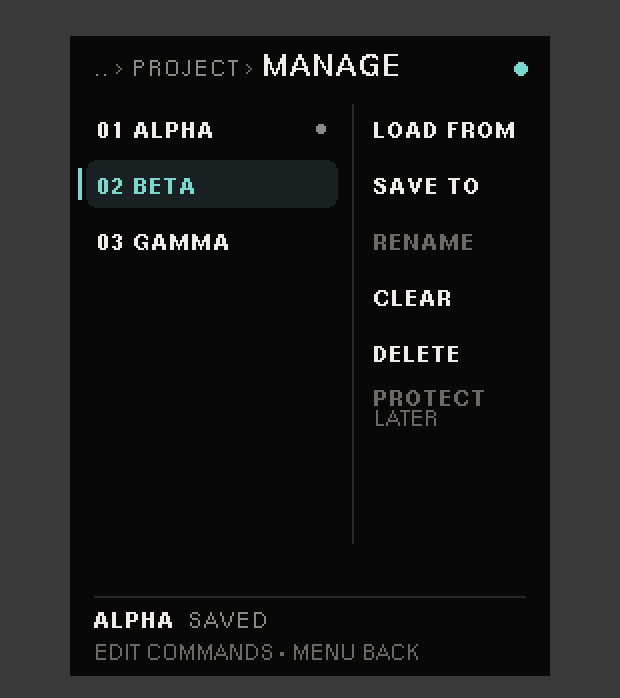 .. › PROJECT › MANAGE
01 ALPHA
02 BETA
03 GAMMA
LOAD FROM
SAVE TO
RENAME
CLEAR
DELETE
PROTECT
LATER
ALPHA SAVED
EDIT COMMANDS • MENU BACK